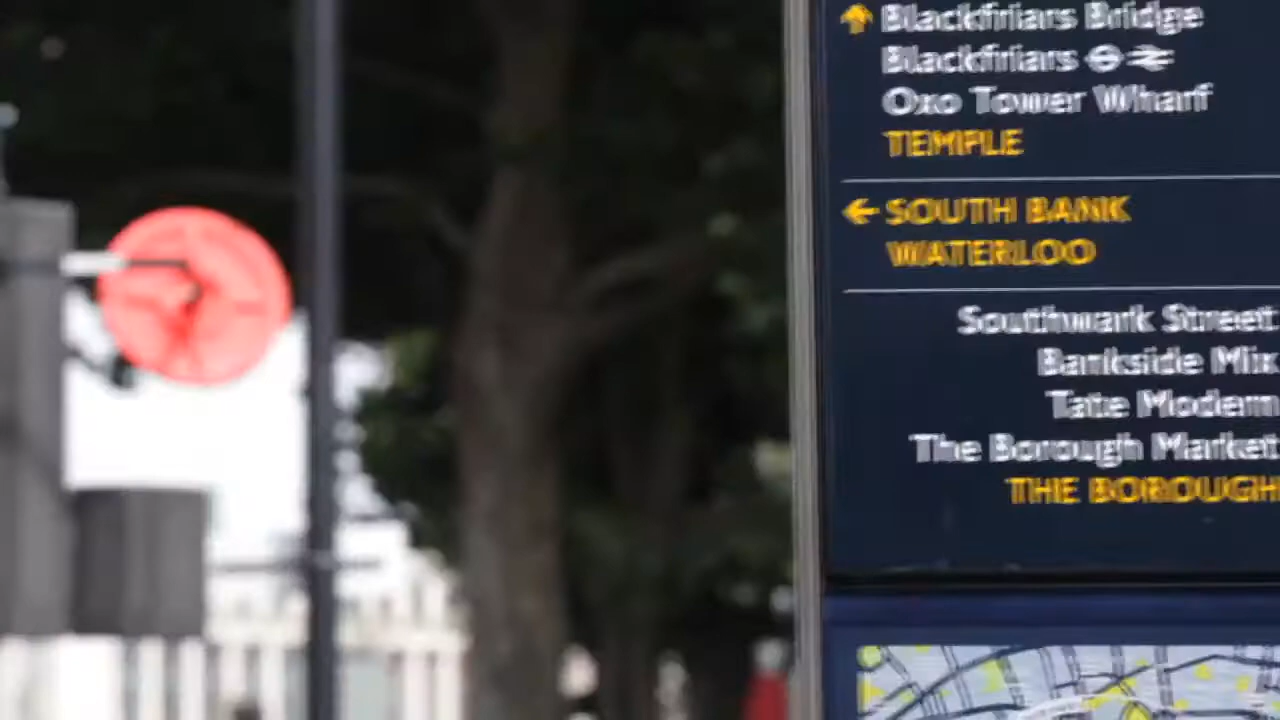 Blackfriars Bridge
Blackfriars
Oxo Tower Wharf
TEMPLE
SOUTH BANK
WATERLOO
Southwark Street
Bankside Mix
Tate Modern
The Borough Market
THE BOROUGH